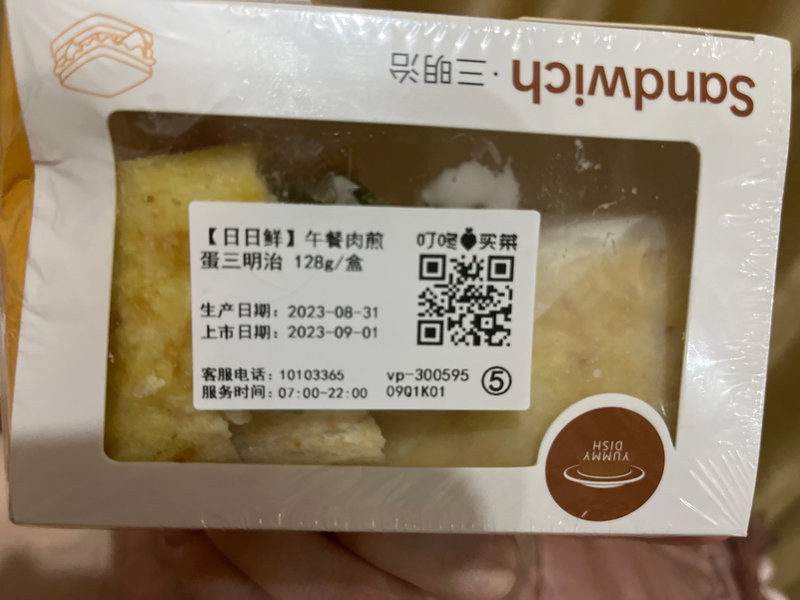 Sandwich · 三明治
【日日鲜】午餐肉煎
蛋三明治 128g/盒
叮咚买菜
生产日期：2023-08-31
上市日期：2023-09-01
客服电话：10103365
服务时间：07:00-22:00
vp-300595
09Q1K01
⑤
YUMMY
DISH